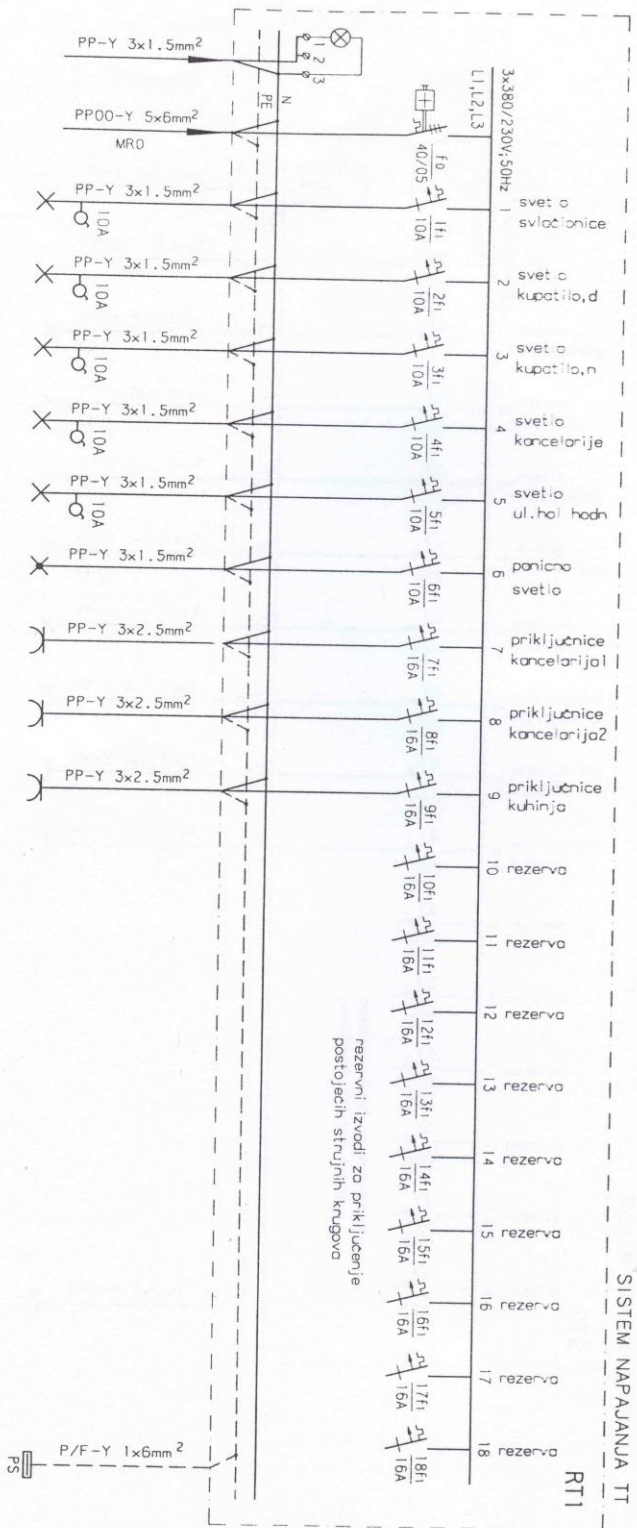 SISTEM NAPAJANJA TT
RT1
3x380/230V;50Hz
L1,L2,L3
1
2
3
N
PE
PP-Y 3x1.5mm²
f0
40/05
PP00-Y 5x6mm²
MRO
1
svetlo
svlačionice
1f1
10A
PP-Y 3x1.5mm²
10A
2
svetlo
kupatilo,d
2f1
10A
PP-Y 3x1.5mm²
10A
3
svetlo
kupatilo,n
3f1
10A
PP-Y 3x1.5mm²
10A
4
svetlo
kancelarije
4f1
10A
PP-Y 3x1.5mm²
10A
5
svetlo
ul.hol hodn
5f1
10A
PP-Y 3x1.5mm²
10A
6
panicno
svetlo
6f1
10A
PP-Y 3x1.5mm²
7
priključnice
kancelarija1
7f1
16A
PP-Y 3x2.5mm²
8
priključnice
kancelarija2
8f1
16A
PP-Y 3x2.5mm²
9
priključnice
kuhinja
9f1
16A
PP-Y 3x2.5mm²
10 rezerva
10f1
16A
11 rezerva
11f1
16A
12 rezerva
12f1
16A
13 rezerva
13f1
16A
14 rezerva
14f1
16A
15 rezerva
15f1
16A
16 rezerva
16f1
16A
17 rezerva
17f1
16A
18 rezerva
18f1
16A
rezervni izvodi za priključenje
postojecih strujnih krugova
P/F-Y 1x6mm²
PS